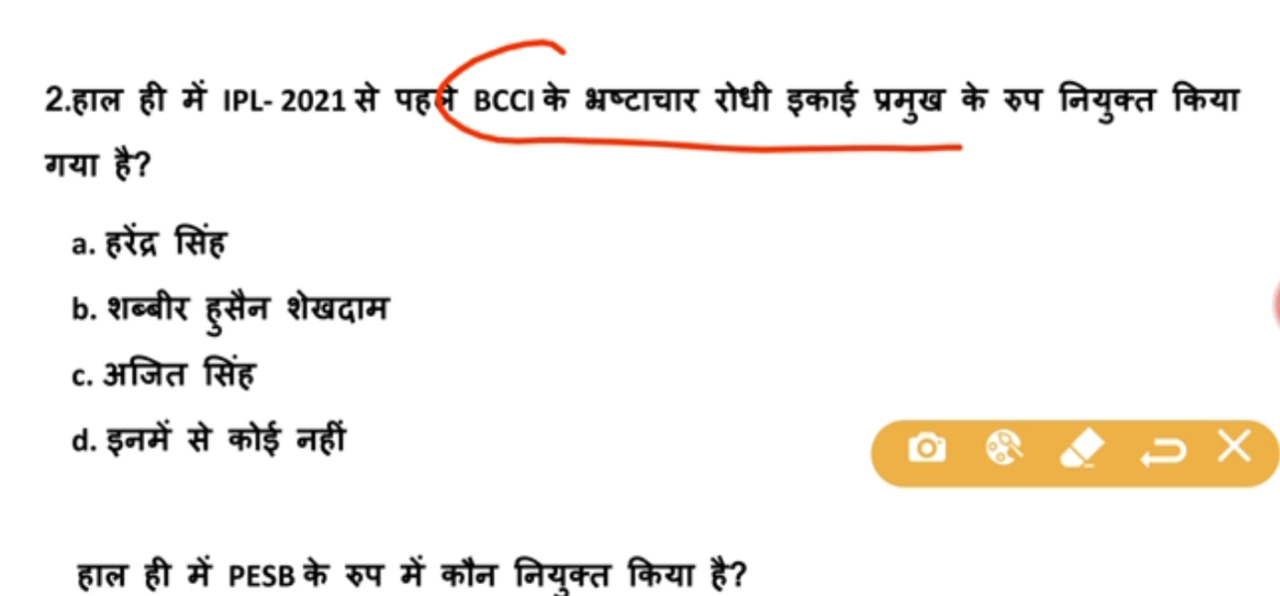 2.हाल ही में IPL- 2021 से पहले BCCI के भ्रष्टाचार रोधी इकाई प्रमुख के रुप नियुक्त किया
गया है?
a. हरेंद्र सिंह
b. शब्बीर हुसैन शेखदाम
c. अजित सिंह
d. इनमें से कोई नहीं
हाल ही में PESB के रुप में कौन नियुक्त किया है?